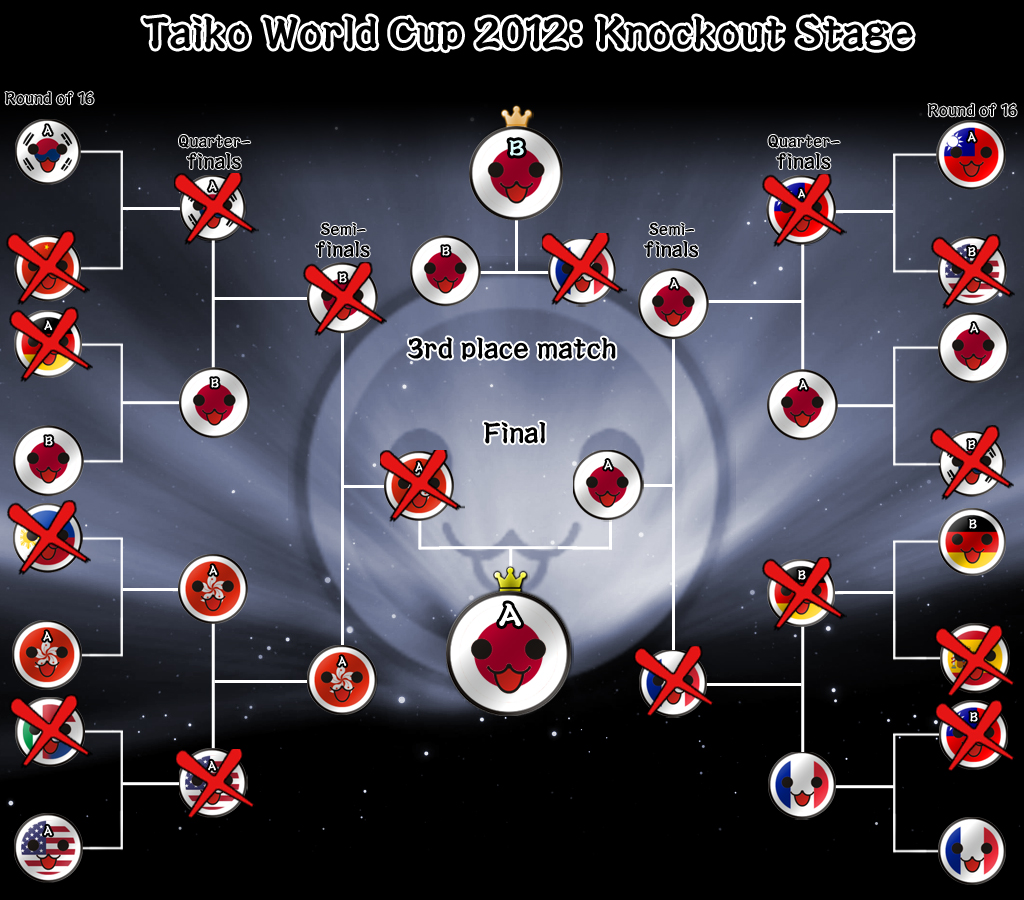 Taiko World Cup 2012: Knockout Stage
Round of 16
Round of 16
A
A
B
Quarter-
finals
Quarter-
finals
A
A
Semi-
finals
Semi-
finals
B
B
B
A
B
A
A
3rd place match
B
A
Final
B
B
A
A
B
A
A
A
B
A
A